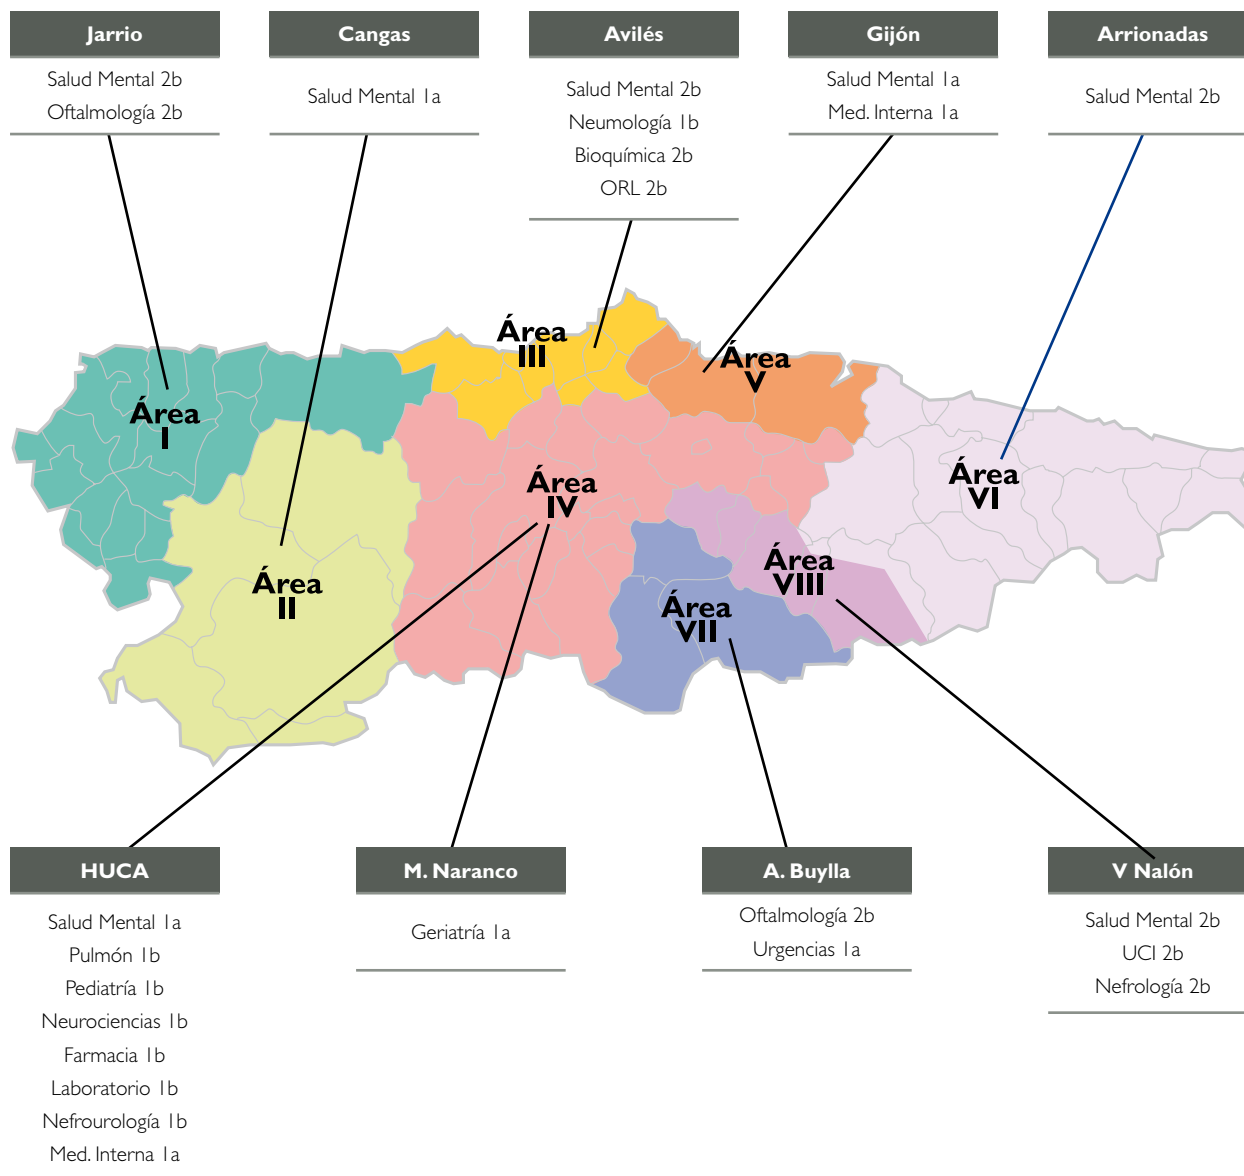 Jarrio
Salud Mental 2b
Oftalmología 2b
Cangas
Salud Mental 1a
Avilés
Salud Mental 2b
Neumología 1b
Bioquímica 2b
ORL 2b
Gijón
Salud Mental 1a
Med. Interna 1a
Arrionadas
Salud Mental 2b
Área
I
Área
II
Área
III
Área
IV
Área
V
Área
VI
Área
VII
Área
VIII
HUCA
Salud Mental 1a
Pulmón 1b
Pediatría 1b
Neurociencias 1b
Farmacia 1b
Laboratorio 1b
Nefrourología 1b
Med. Interna 1a
M. Naranco
Geriatría 1a
A. Buylla
Oftalmología 2b
Urgencias 1a
V Nalón
Salud Mental 2b
UCI 2b
Nefrología 2b